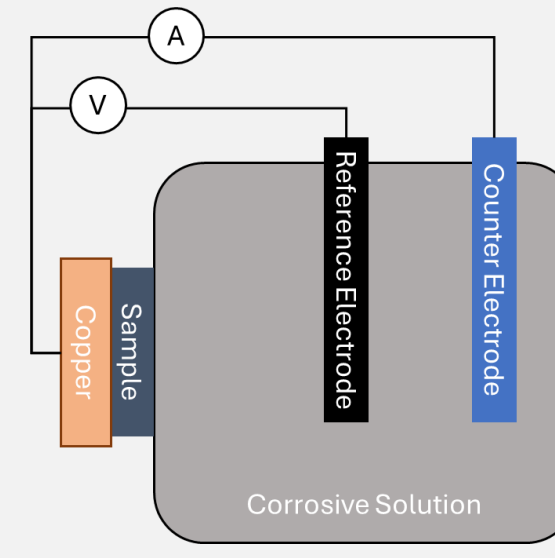 A
V
Reference Electrode
Counter Electrode
Copper
Sample
Corrosive Solution